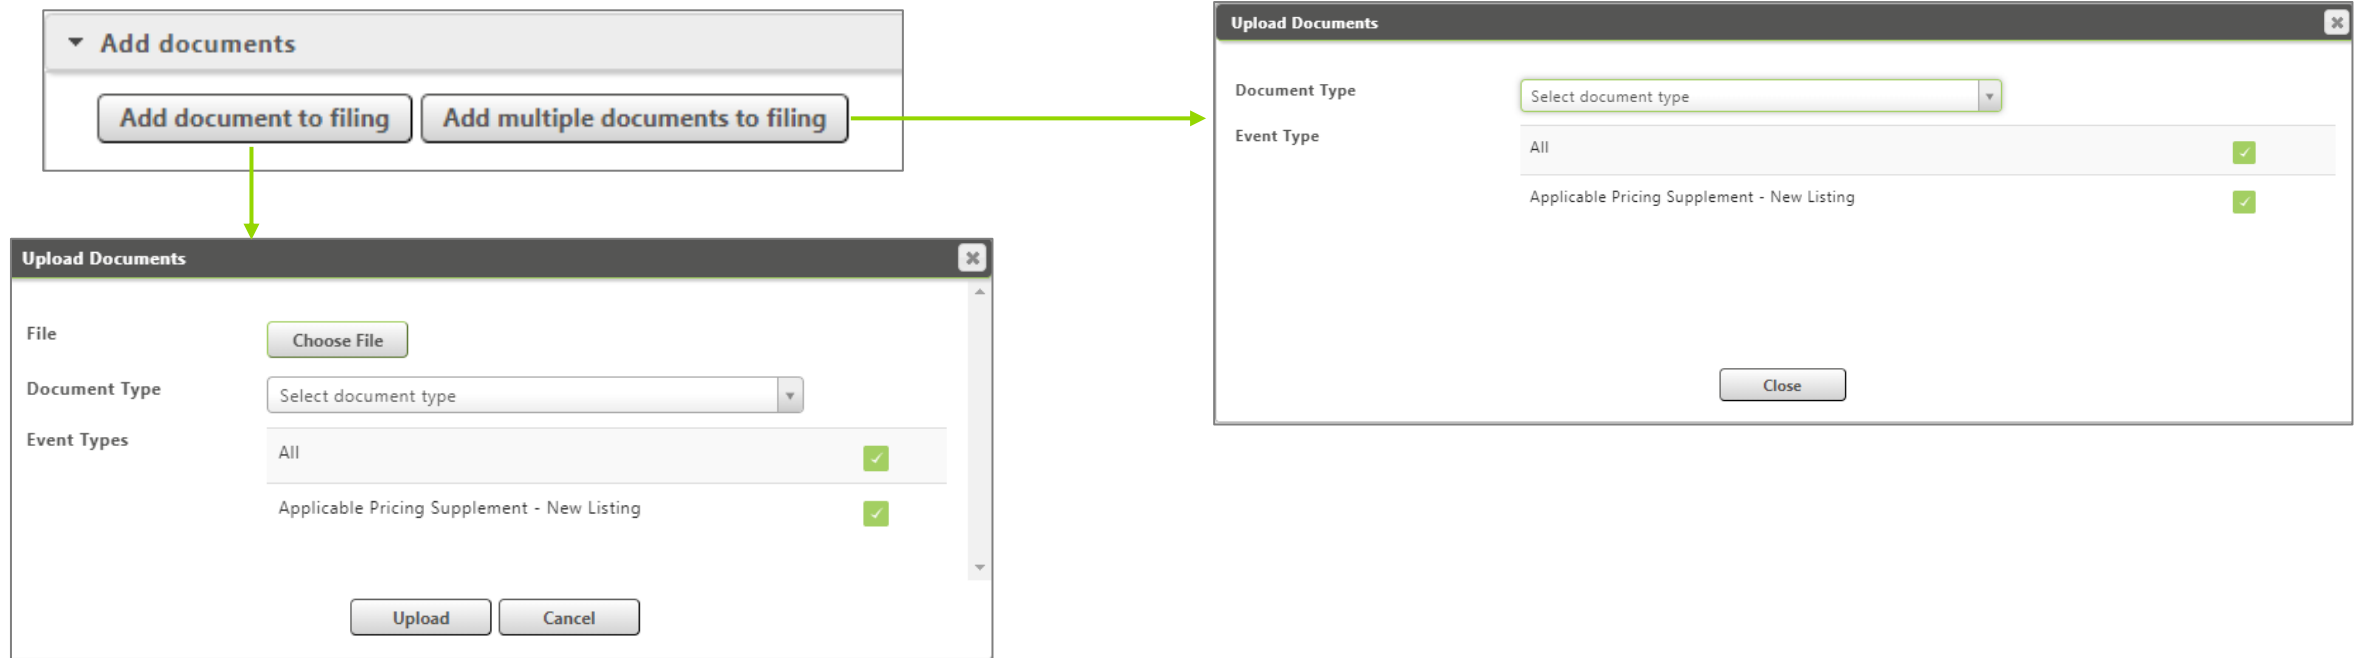 Add documents
Add document to filing Add multiple documents to filing
Upload Documents
File Choose File
Document Type Select document type
Event Types All
Applicable Pricing Supplement - New Listing
Upload Cancel
Upload Documents
Document Type Select document type
Event Type All
Applicable Pricing Supplement - New Listing
Close